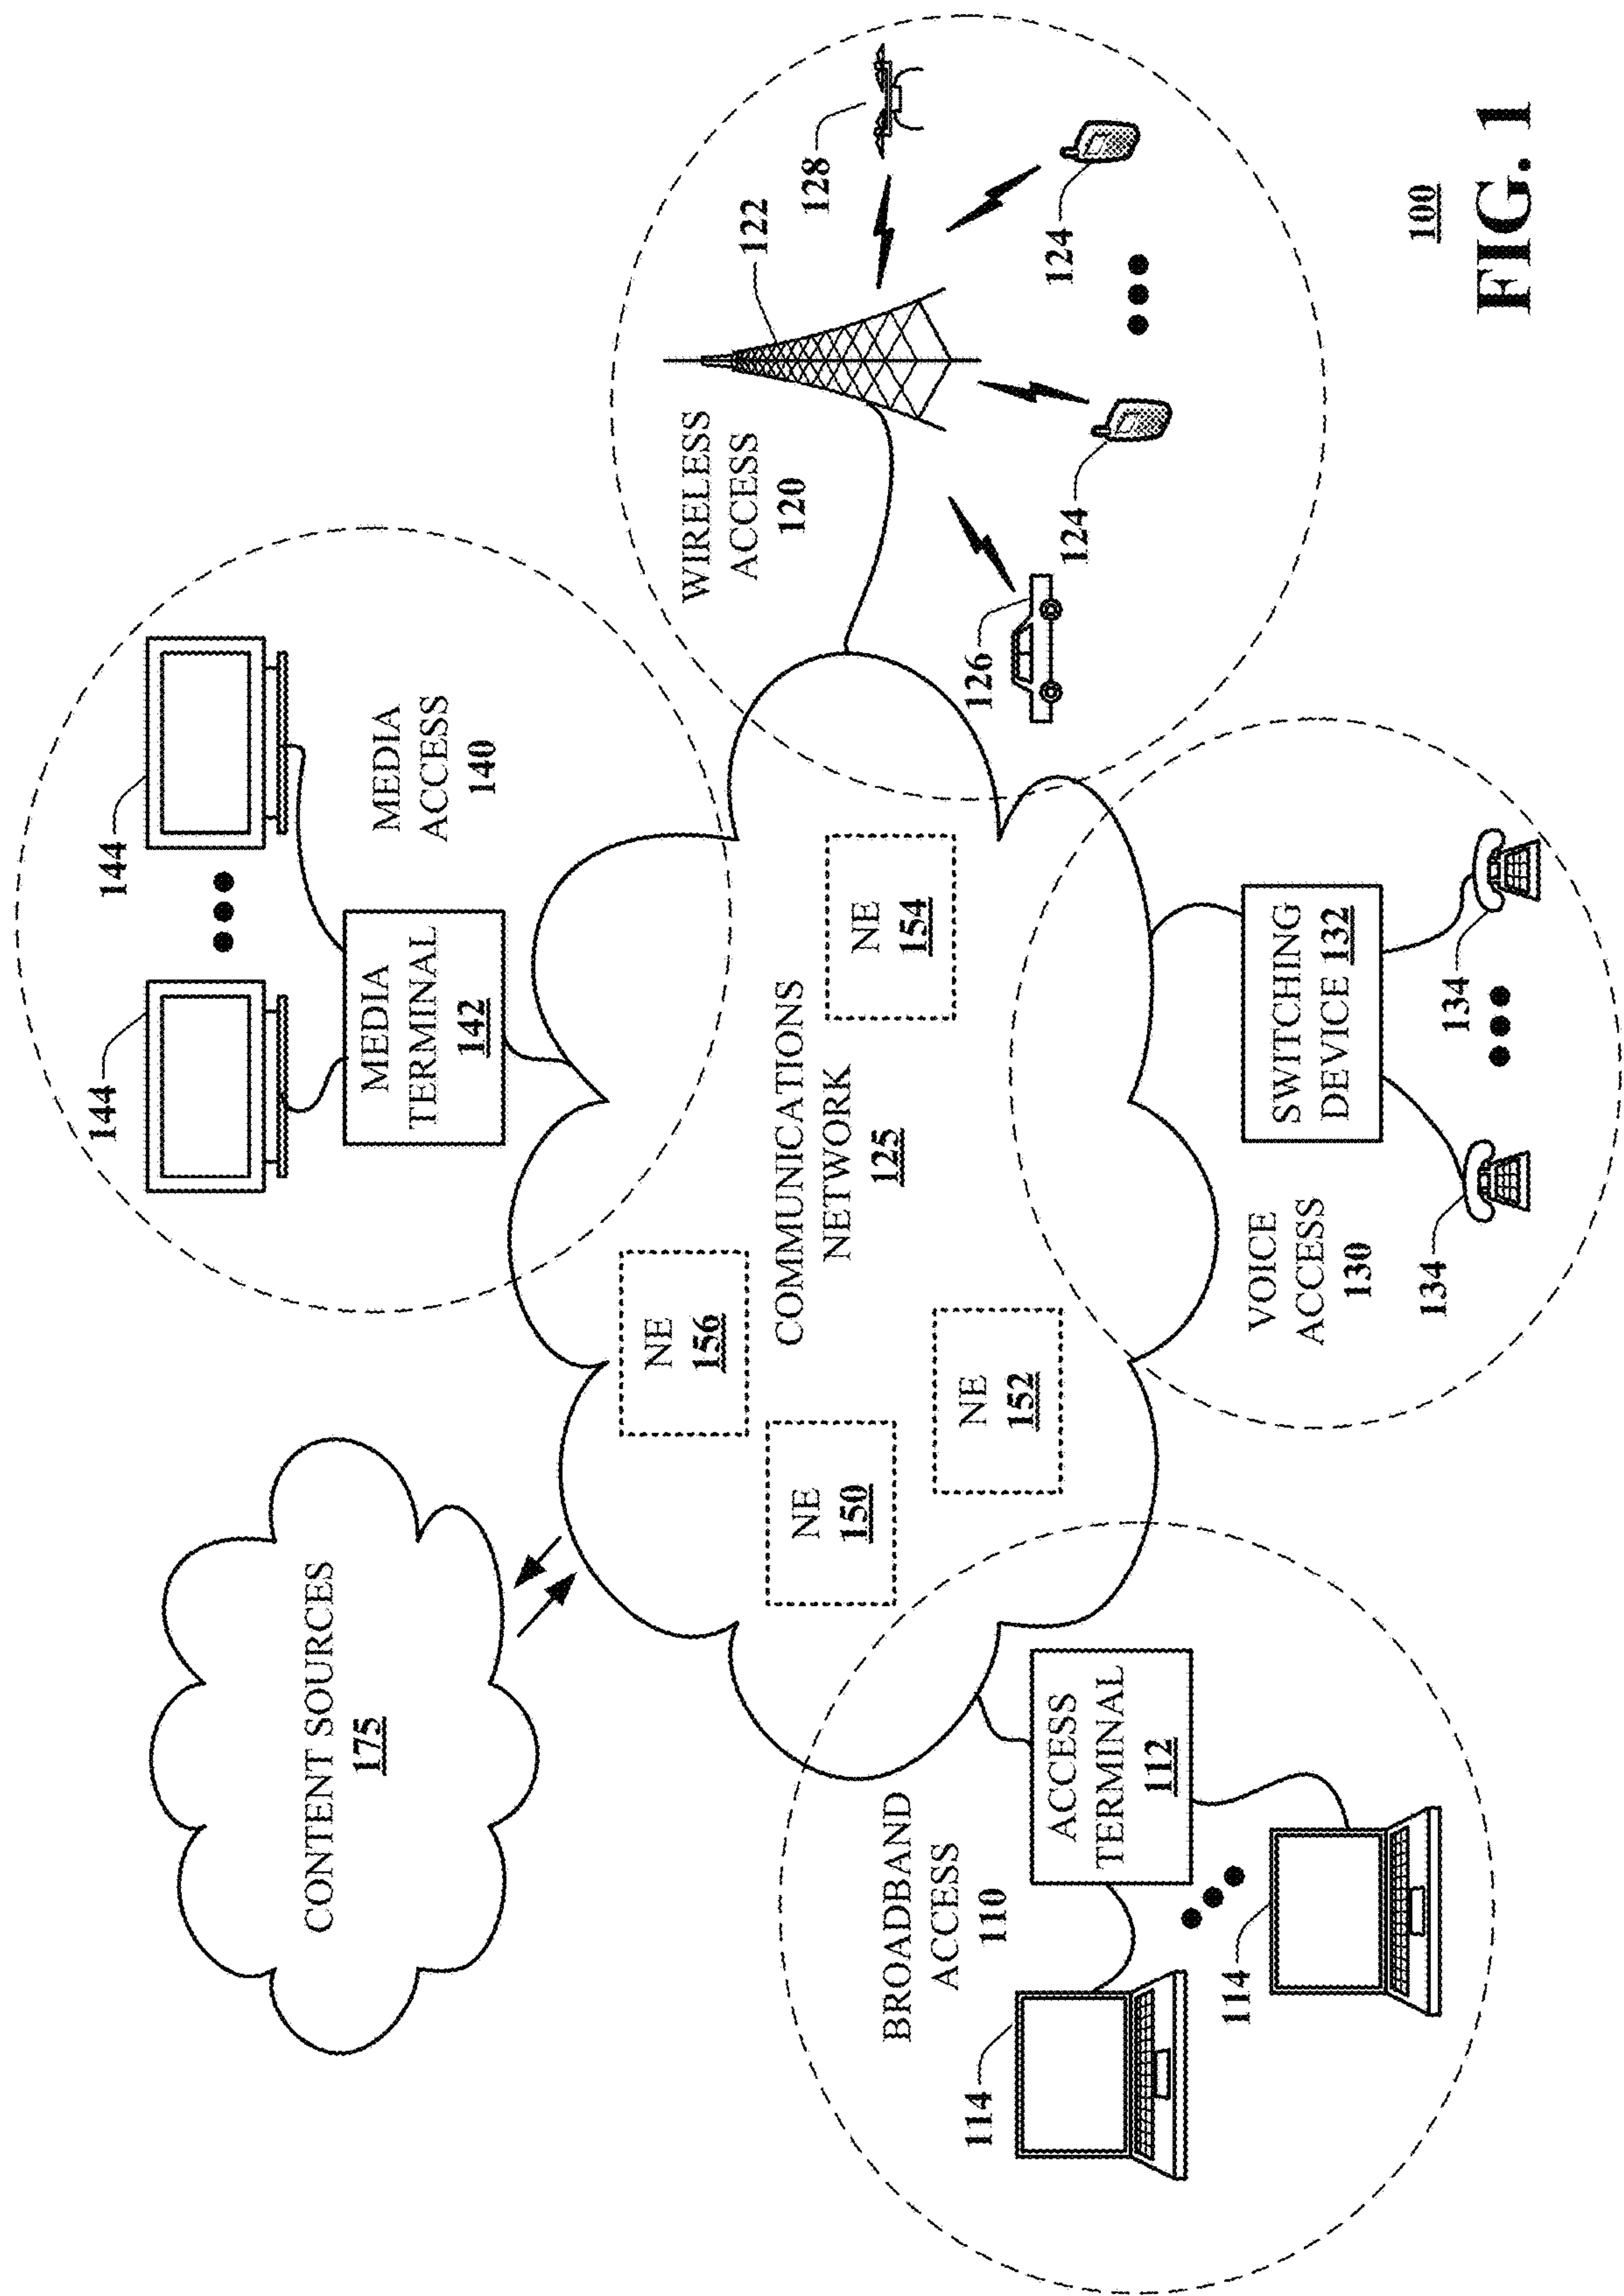 CONTENT SOURCES
175
144
144
MEDIA
TERMINAL
142
MEDIA
ACCESS
140
NE
156
NE
150
COMMUNICATIONS
NETWORK
125
NE
152
NE
154
WIRELESS
ACCESS
120
122
128
124
124
126
BROADBAND
ACCESS
110
ACCESS
TERMINAL
112
114
114
VOICE
ACCESS
130
SWITCHING
DEVICE 132
134
134
100
FIG. 1